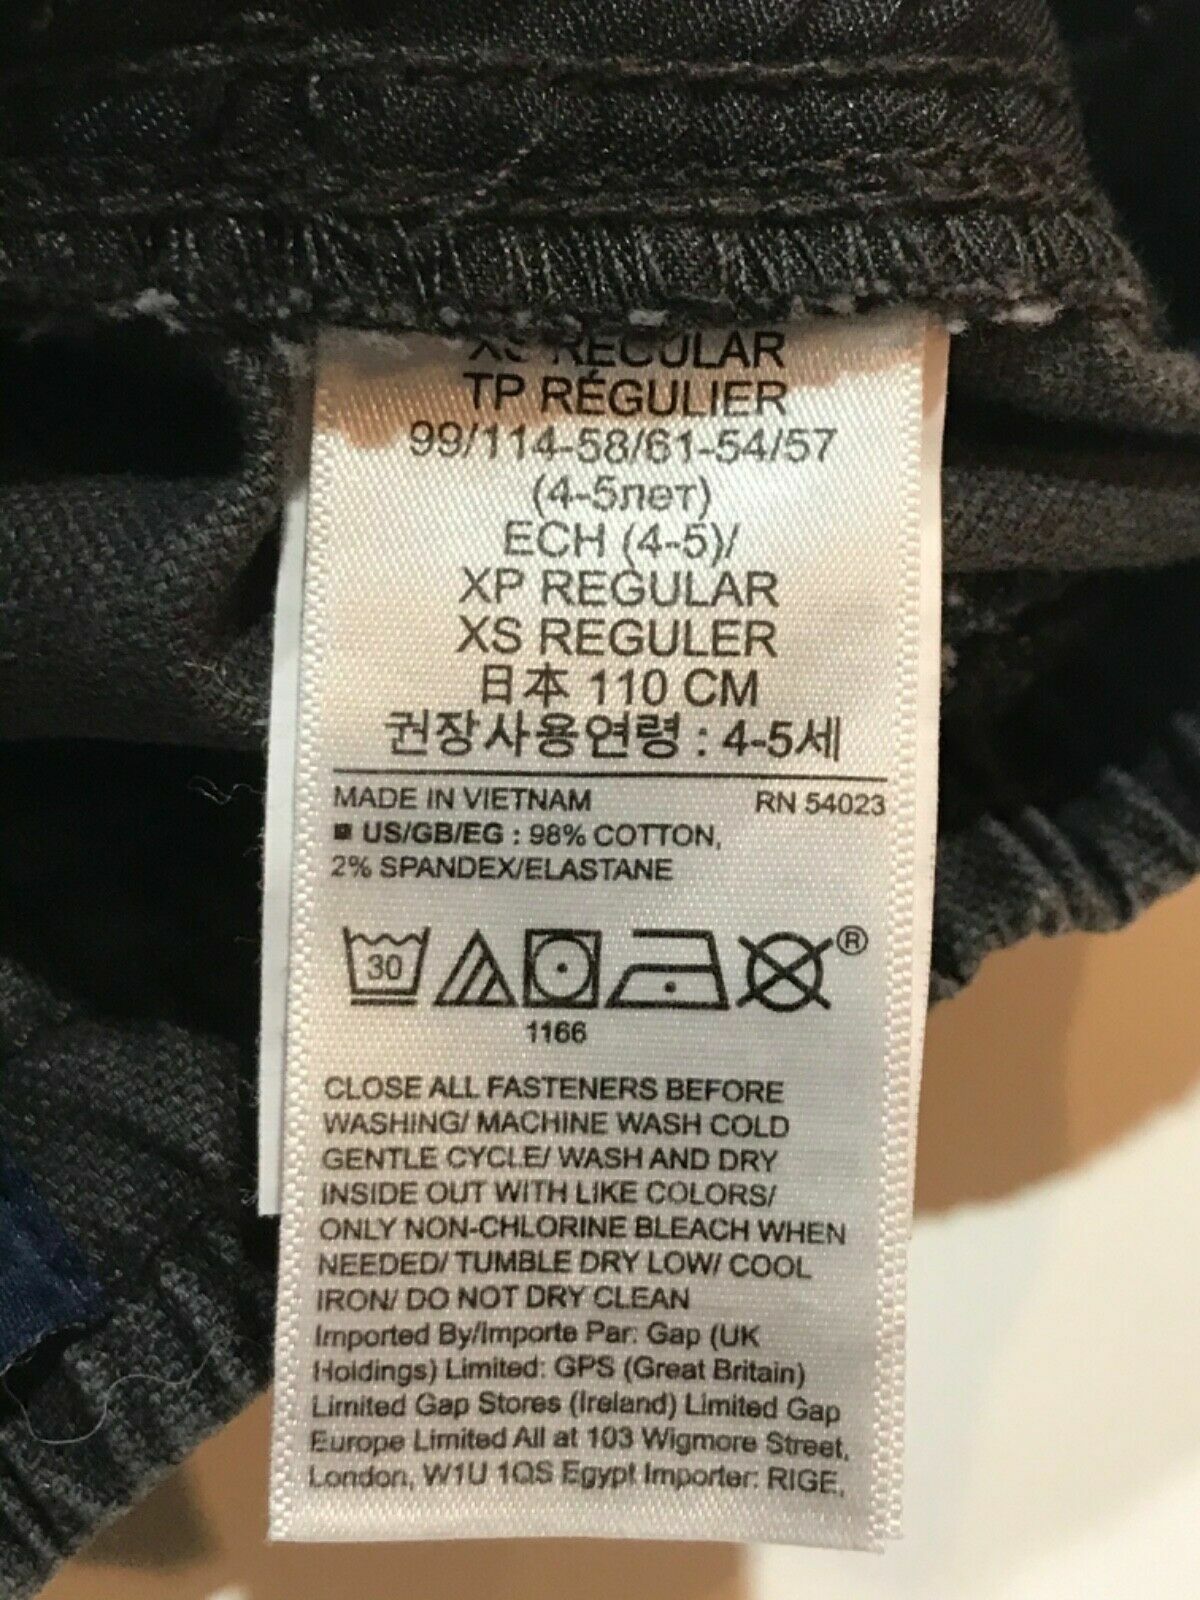 XS REGULAR
TP RÉGULIER
99/114-58/61-54/57
(4-5лет)
ECH (4-5)/
XP REGULAR
XS REGULER
日本 110 CM
권장사용연령 : 4-5세
MADE IN VIETNAM RN 54023
US/GB/EG : 98% COTTON,
2% SPANDEX/ELASTANE
30 ®
1166
CLOSE ALL FASTENERS BEFORE
WASHING/ MACHINE WASH COLD
GENTLE CYCLE/ WASH AND DRY
INSIDE OUT WITH LIKE COLORS/
ONLY NON-CHLORINE BLEACH WHEN
NEEDED/ TUMBLE DRY LOW/ COOL
IRON/ DO NOT DRY CLEAN
Imported By/Importe Par: Gap (UK
Holdings) Limited: GPS (Great Britain)
Limited Gap Stores (Ireland) Limited Gap
Europe Limited All at 103 Wigmore Street,
London, W1U 1QS Egypt Importer: RIGE,